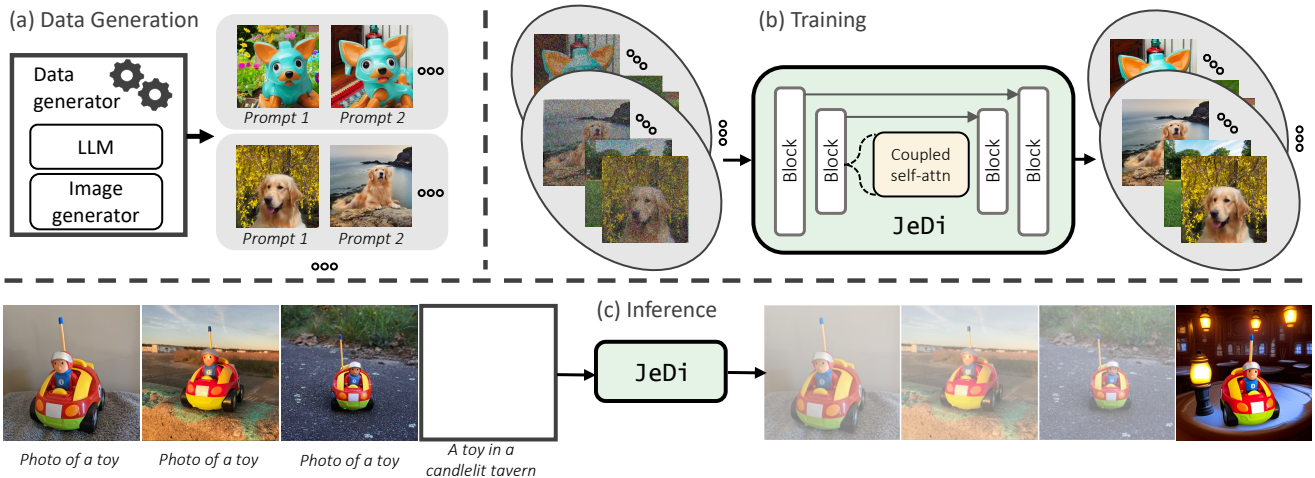 (a) Data Generation
Data
generator
LLM
Image
generator
Prompt 1
Prompt 2
Prompt 1
Prompt 2
(b) Training
Block
Block
Coupled
self-attn
Block
Block
JeDi
(c) Inference
Photo of a toy
Photo of a toy
Photo of a toy
A toy in a
candlelit tavern
JeDi